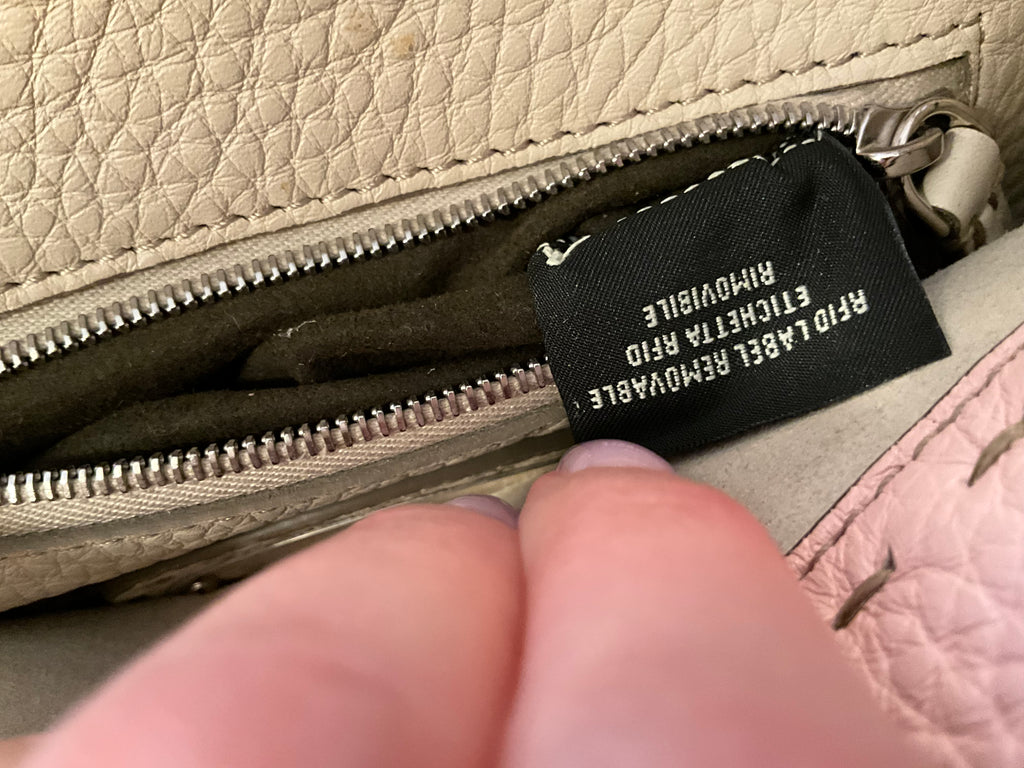 RFID LABEL REMOVABLE
ETICHETTA RFID
RIMOVIBILE